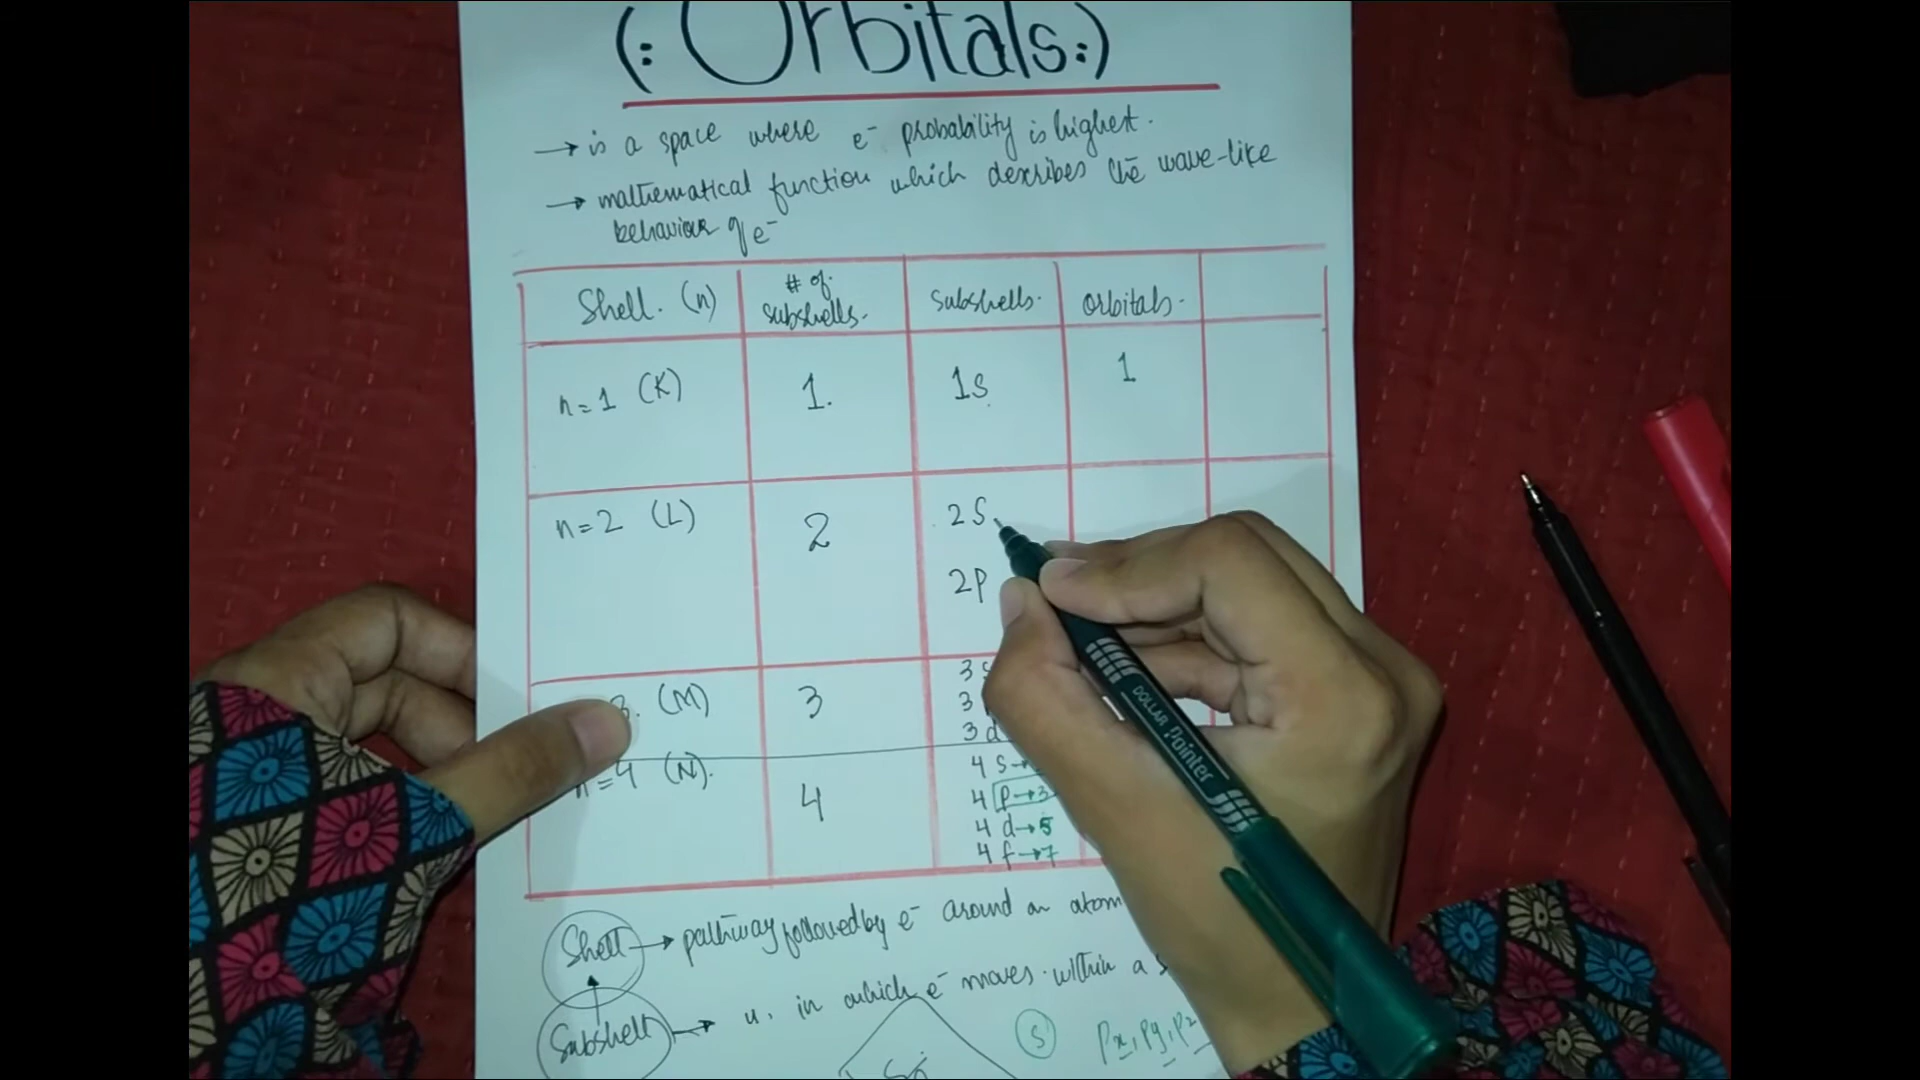 (: Orbitals :)
→ is a space where e⁻ probability is highest.
→ mathematical function which describes the wave-like
behaviour of e⁻
Shell. (n) # of subshells. Subshells. Orbitals.
n=1 (K) 1. 1s 1
n=2 (L) 2 2s
2p
3. (M) 3 3s
3
3d
n=4 (N). 4 4s→
4p→3
4d→5
4f→7
Shell → pathway followed by e⁻ around an atom
Subshell → in which e⁻ moves within a
S
Px, Py, Pz
DOLLAR Pointer